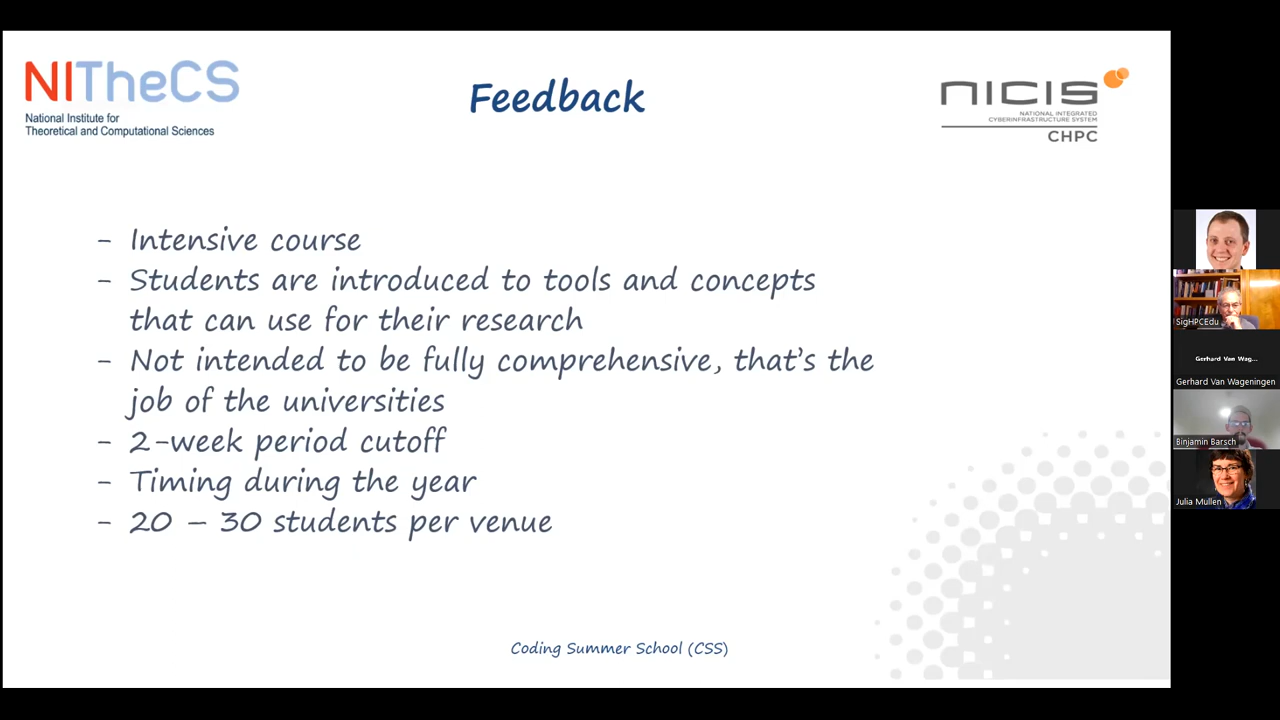 NITheCS
National Institute for
Theoretical and Computational Sciences
Feedback
NICIS
NATIONAL INTEGRATED
CYBERINFRASTRUCTURE SYSTEM
CHPC
- Intensive course
- Students are introduced to tools and concepts
that can use for their research
- Not intended to be fully comprehensive, that's the
job of the universities
- 2-week period cutoff
- Timing during the year
- 20 – 30 students per venue
Coding Summer School (CSS)
SigHPCEdu
Gerhard Van Wag...
Gerhard Van Wageningen
Binjamin Barsch
Julia Mullen